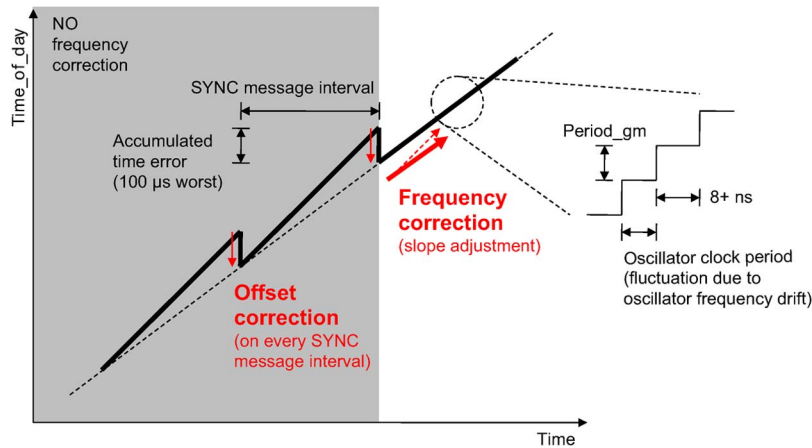 NO
frequency
correction
Time_of_day
SYNC message interval
Accumulated
time error
(100 µs worst)
Period_gm
8+ ns
Frequency
correction
(slope adjustment)
Oscillator clock period
(fluctuation due to
oscillator frequency drift)
Offset
correction
(on every SYNC
message interval)
Time